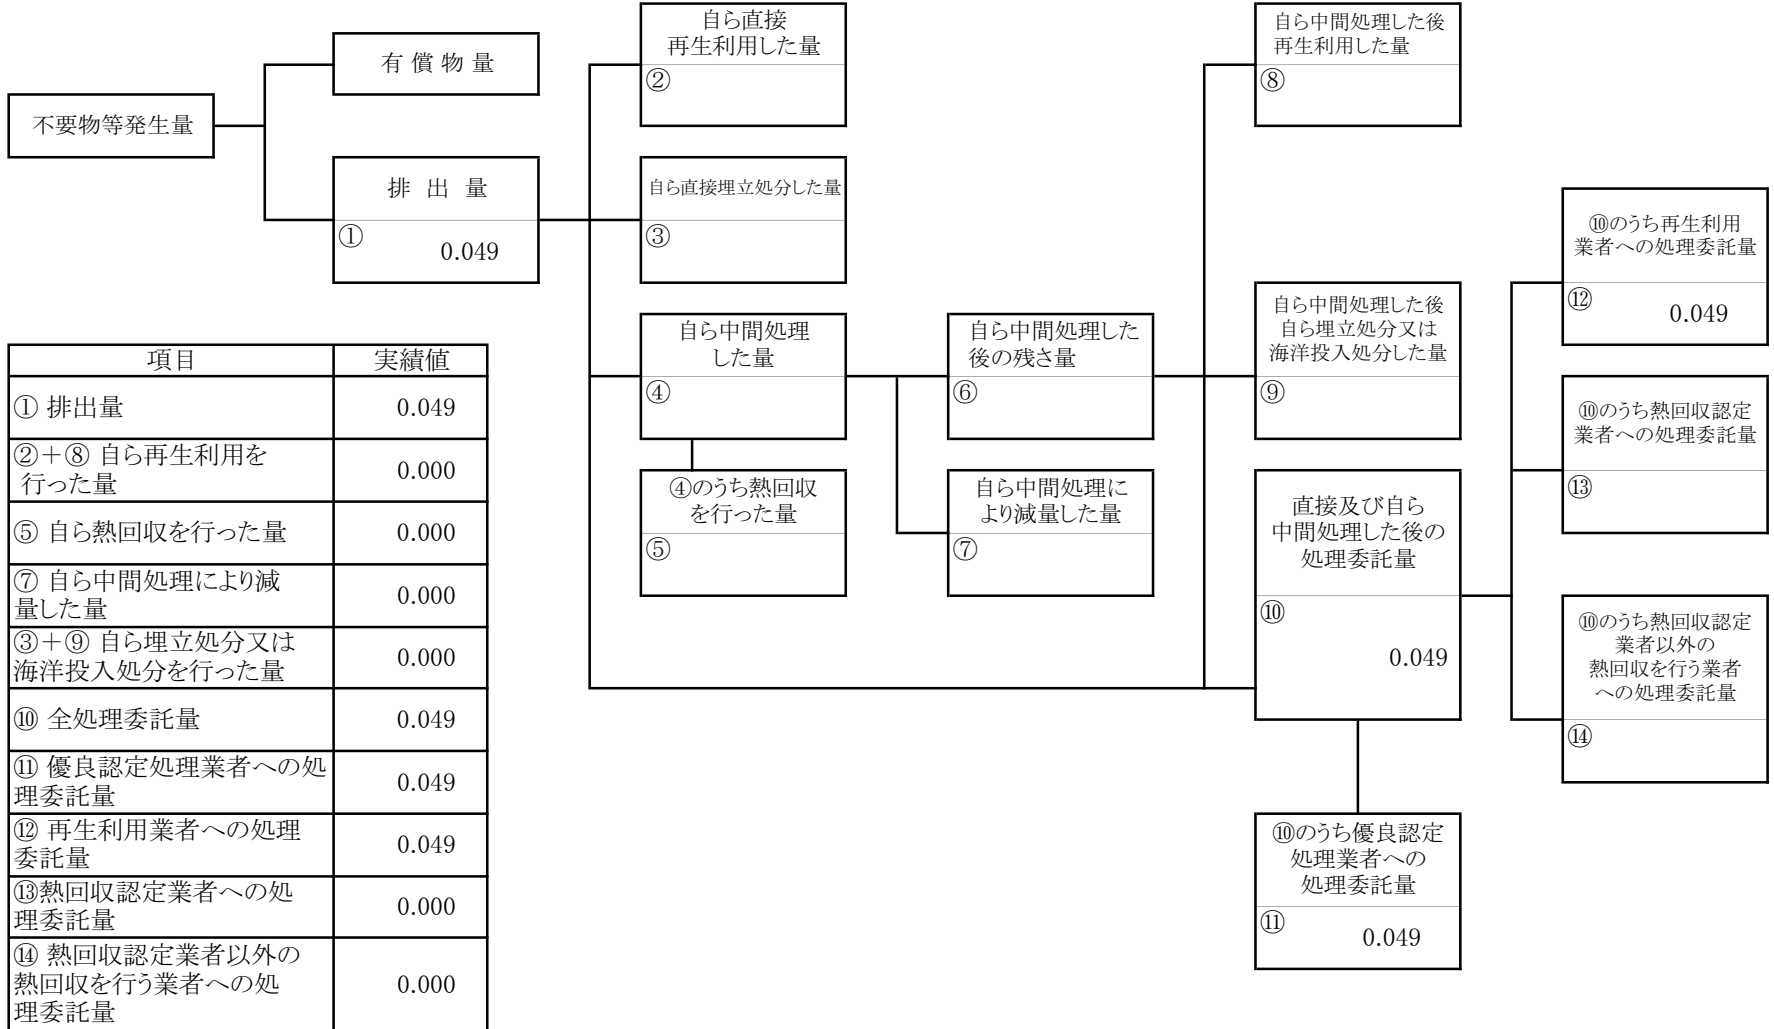 自ら直接
再生利用した量
②
自ら中間処理した後
再生利用した量
⑧
有 償 物 量
不要物等発生量
排 出 量
① 0.049
自ら直接埋立処分した量
③
⑩のうち再生利用
業者への処理委託量
⑫ 0.049
自ら中間処理
した量
④
自ら中間処理した
後の残さ量
⑥
自ら中間処理した後
自ら埋立処分又は
海洋投入処分した量
⑨
⑩のうち熱回収認定
業者への処理委託量
⑬
④のうち熱回収
を行った量
⑤
自ら中間処理に
より減量した量
⑦
直接及び自ら
中間処理した後の
処理委託量
⑩
0.049
⑩のうち熱回収認定
業者以外の
熱回収を行う業者
への処理委託量
⑭
⑩のうち優良認定
処理業者への
処理委託量
⑪ 0.049
項目 実績値
① 排出量 0.049
②＋⑧ 自ら再生利用を
行った量 0.000
⑤ 自ら熱回収を行った量 0.000
⑦ 自ら中間処理により減
量した量 0.000
③＋⑨ 自ら埋立処分又は
海洋投入処分を行った量 0.000
⑩ 全処理委託量 0.049
⑪ 優良認定処理業者への処
理委託量 0.049
⑫ 再生利用業者への処理
委託量 0.049
⑬熱回収認定業者への処
理委託量 0.000
⑭ 熱回収認定業者以外の
熱回収を行う業者への処
理委託量 0.000